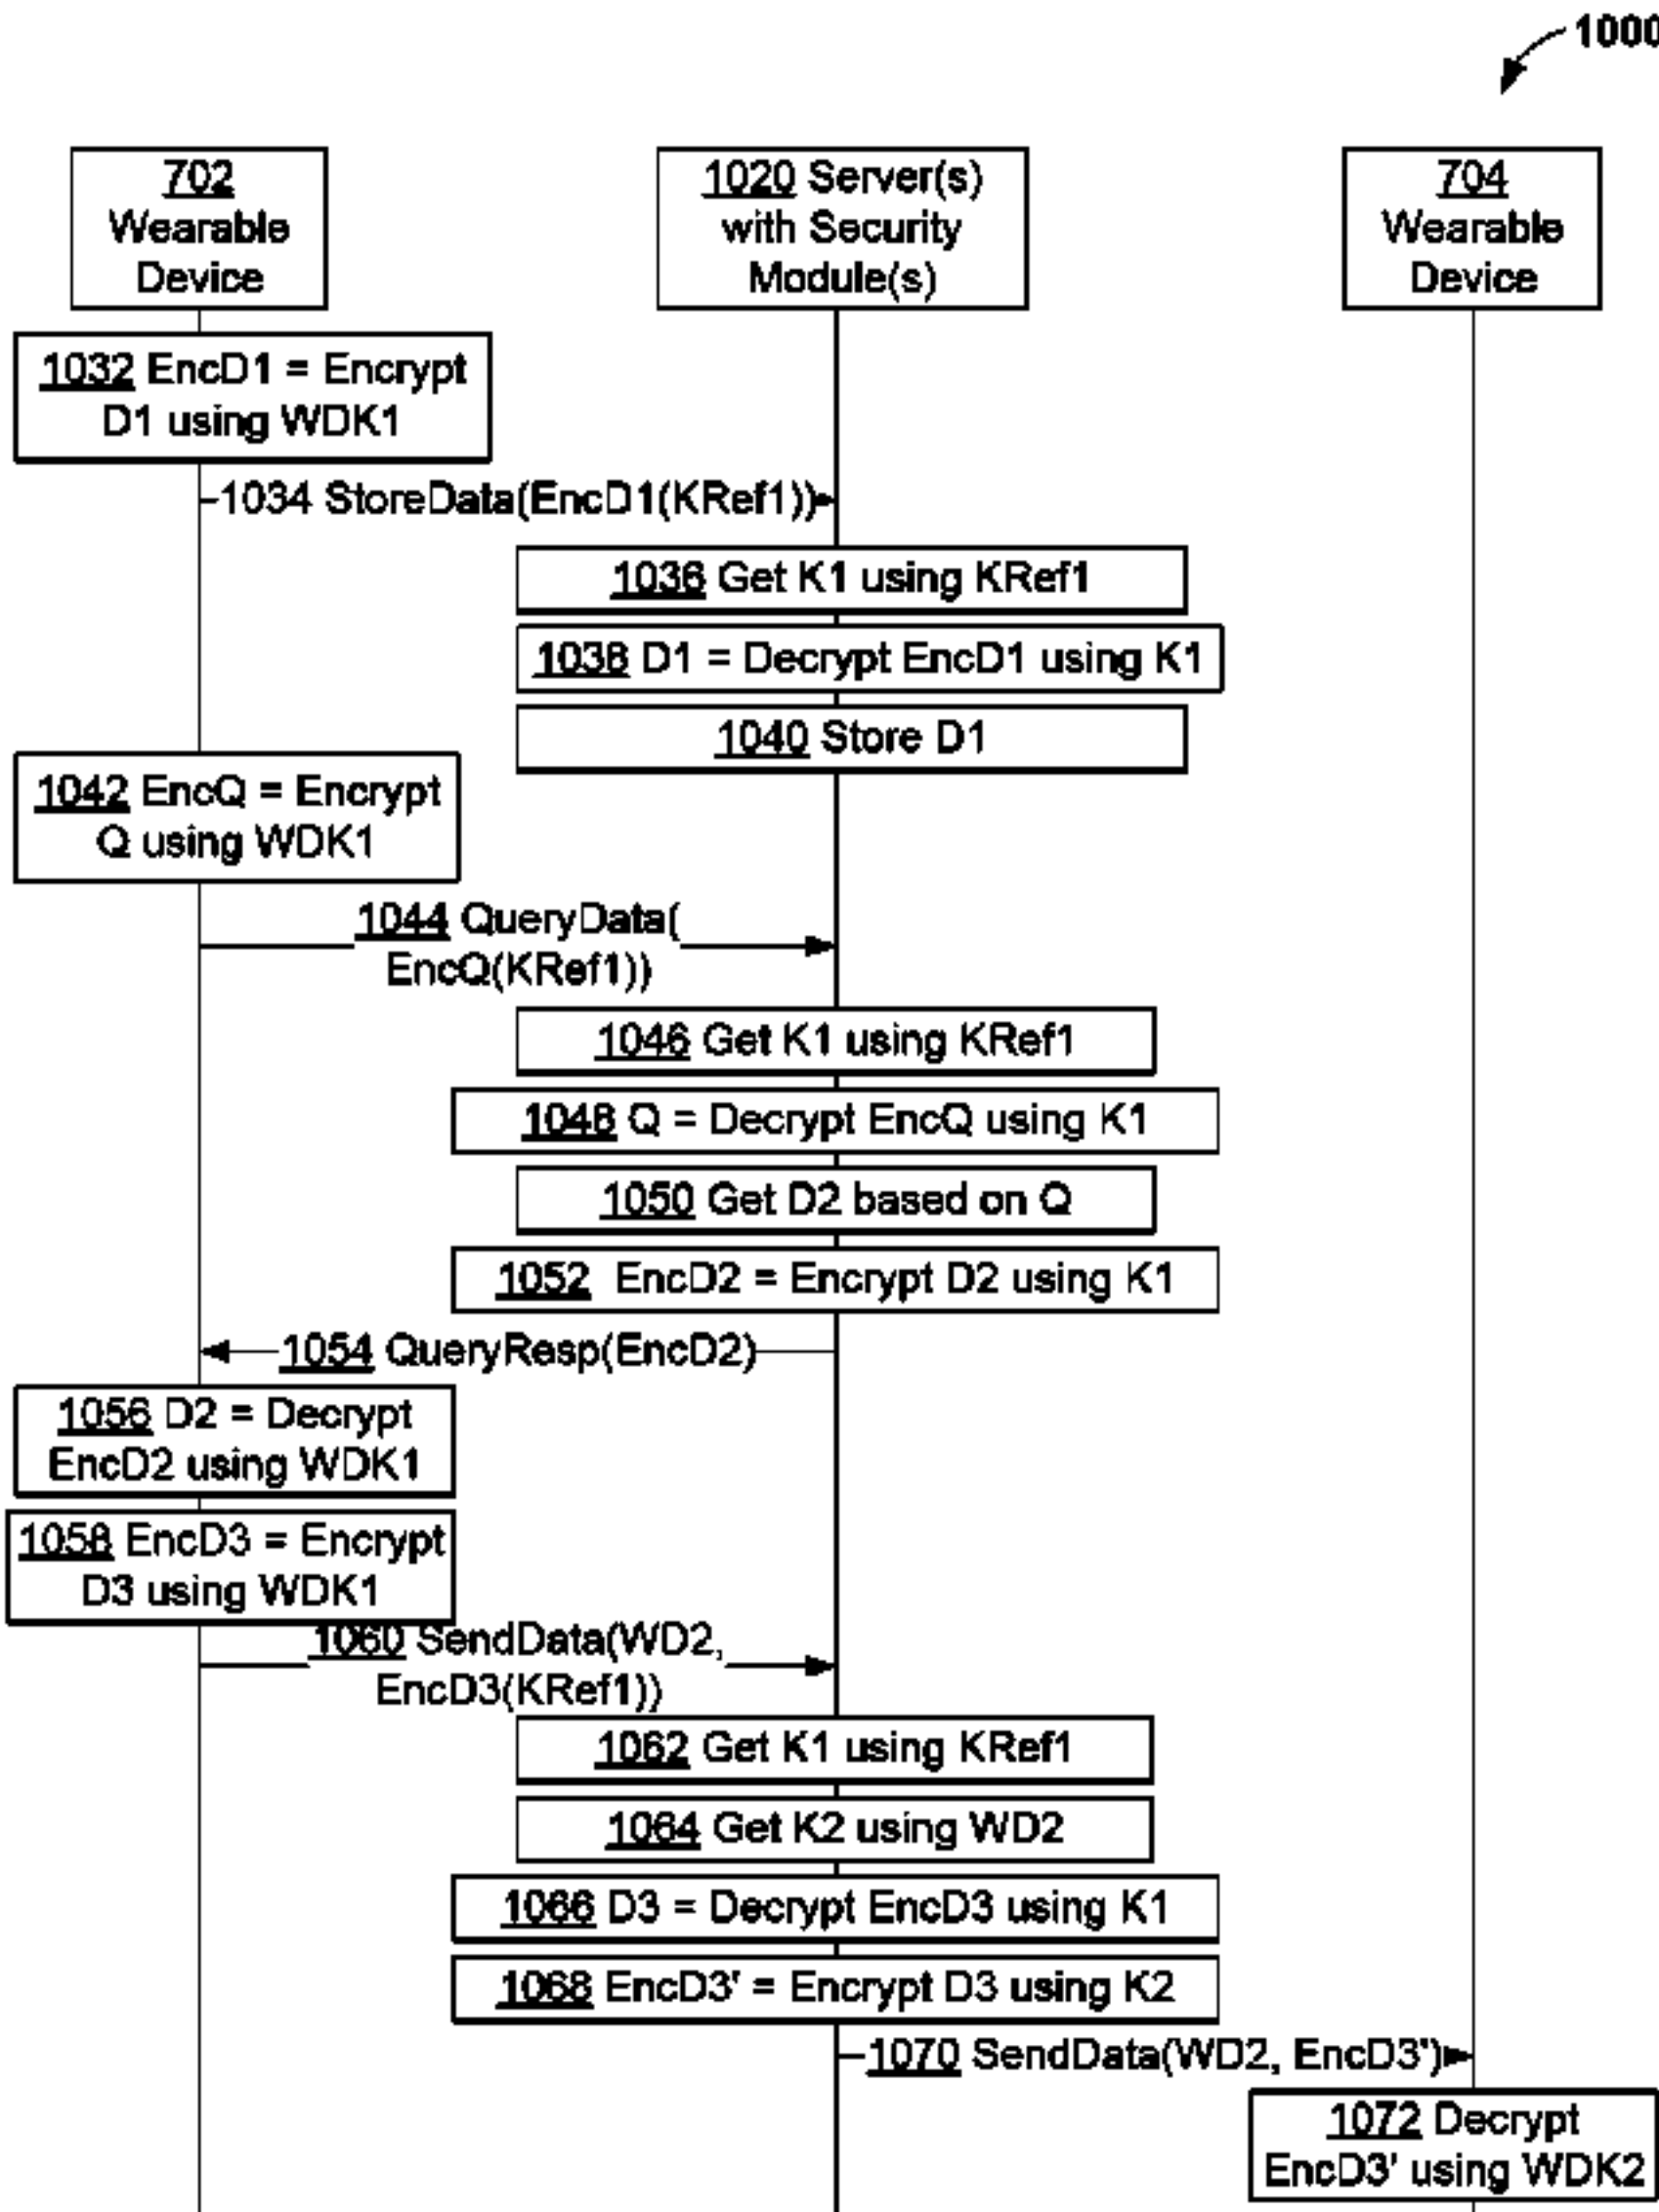 1000
702
Wearable
Device
1020 Server(s)
with Security
Module(s)
704
Wearable
Device
1032 EncD1 = Encrypt
D1 using WDK1
1034 StoreData(EncD1(KRef1))
1036 Get K1 using KRef1
1038 D1 = Decrypt EncD1 using K1
1040 Store D1
1042 EncQ = Encrypt
Q using WDK1
1044 QueryData(
EncQ(KRef1))
1046 Get K1 using KRef1
1048 Q = Decrypt EncQ using K1
1050 Get D2 based on Q
1052 EncD2 = Encrypt D2 using K1
1054 QueryResp(EncD2)
1056 D2 = Decrypt
EncD2 using WDK1
1058 EncD3 = Encrypt
D3 using WDK1
1060 SendData(WD2,
EncD3(KRef1))
1062 Get K1 using KRef1
1064 Get K2 using WD2
1066 D3 = Decrypt EncD3 using K1
1068 EncD3' = Encrypt D3 using K2
1070 SendData(WD2, EncD3')
1072 Decrypt
EncD3' using WDK2